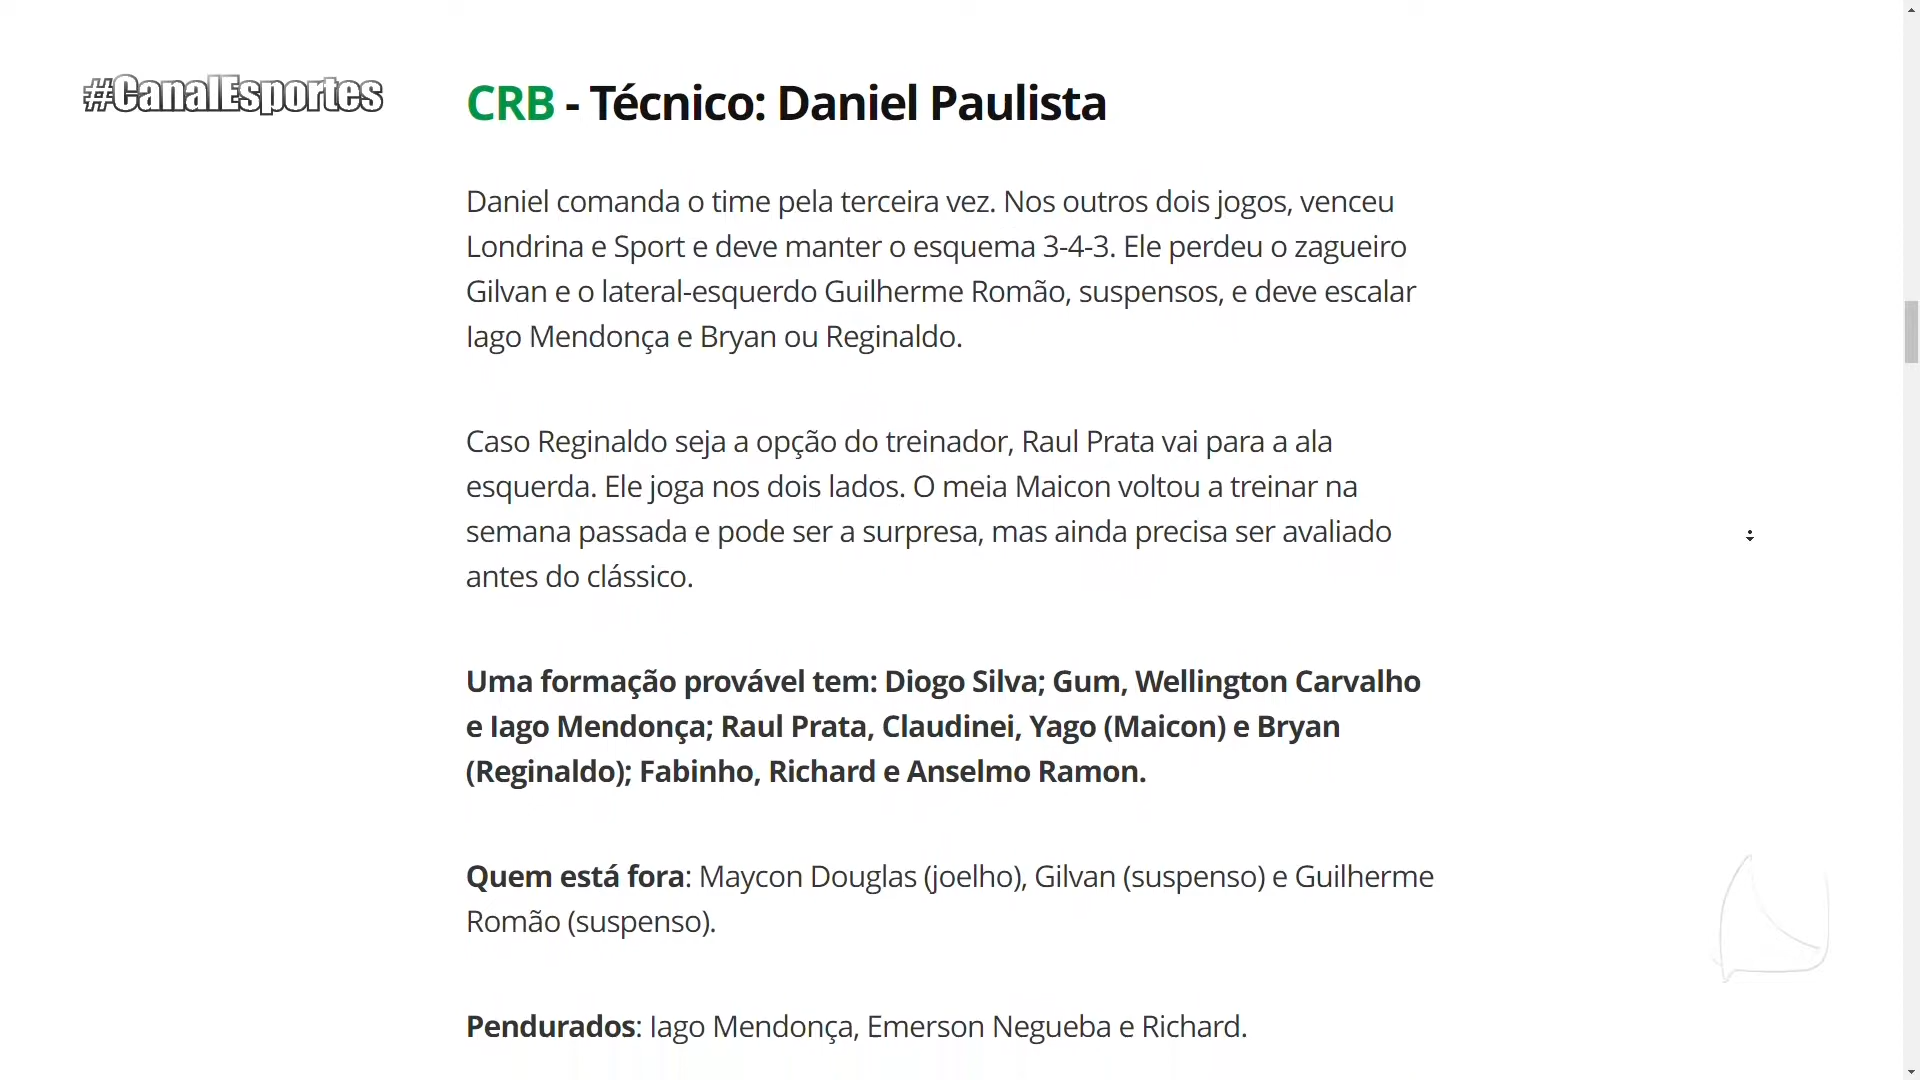 #CanalEsportes
CRB - Técnico: Daniel Paulista
Daniel comanda o time pela terceira vez. Nos outros dois jogos, venceu
Londrina e Sport e deve manter o esquema 3-4-3. Ele perdeu o zagueiro
Gilvan e o lateral-esquerdo Guilherme Romão, suspensos, e deve escalar
Iago Mendonça e Bryan ou Reginaldo.
Caso Reginaldo seja a opção do treinador, Raul Prata vai para a ala
esquerda. Ele joga nos dois lados. O meia Maicon voltou a treinar na
semana passada e pode ser a surpresa, mas ainda precisa ser avaliado
antes do clássico.
Uma formação provável tem: Diogo Silva; Gum, Wellington Carvalho
e Iago Mendonça; Raul Prata, Claudinei, Yago (Maicon) e Bryan
(Reginaldo); Fabinho, Richard e Anselmo Ramon.
Quem está fora: Maycon Douglas (joelho), Gilvan (suspenso) e Guilherme
Romão (suspenso).
Pendurados: Iago Mendonça, Emerson Negueba e Richard.